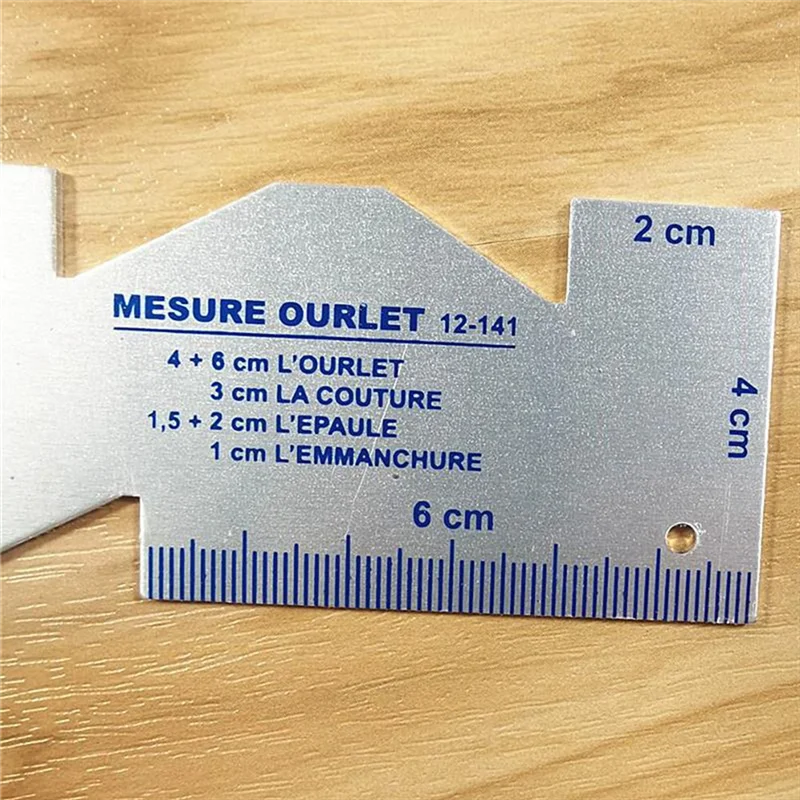 2 cm
MESURE OURLET 12-141
4 + 6 cm L'OURLET
3 cm LA COUTURE
1,5 + 2 cm L'EPAULE
1 cm L'EMMANCHURE
4 cm
6 cm